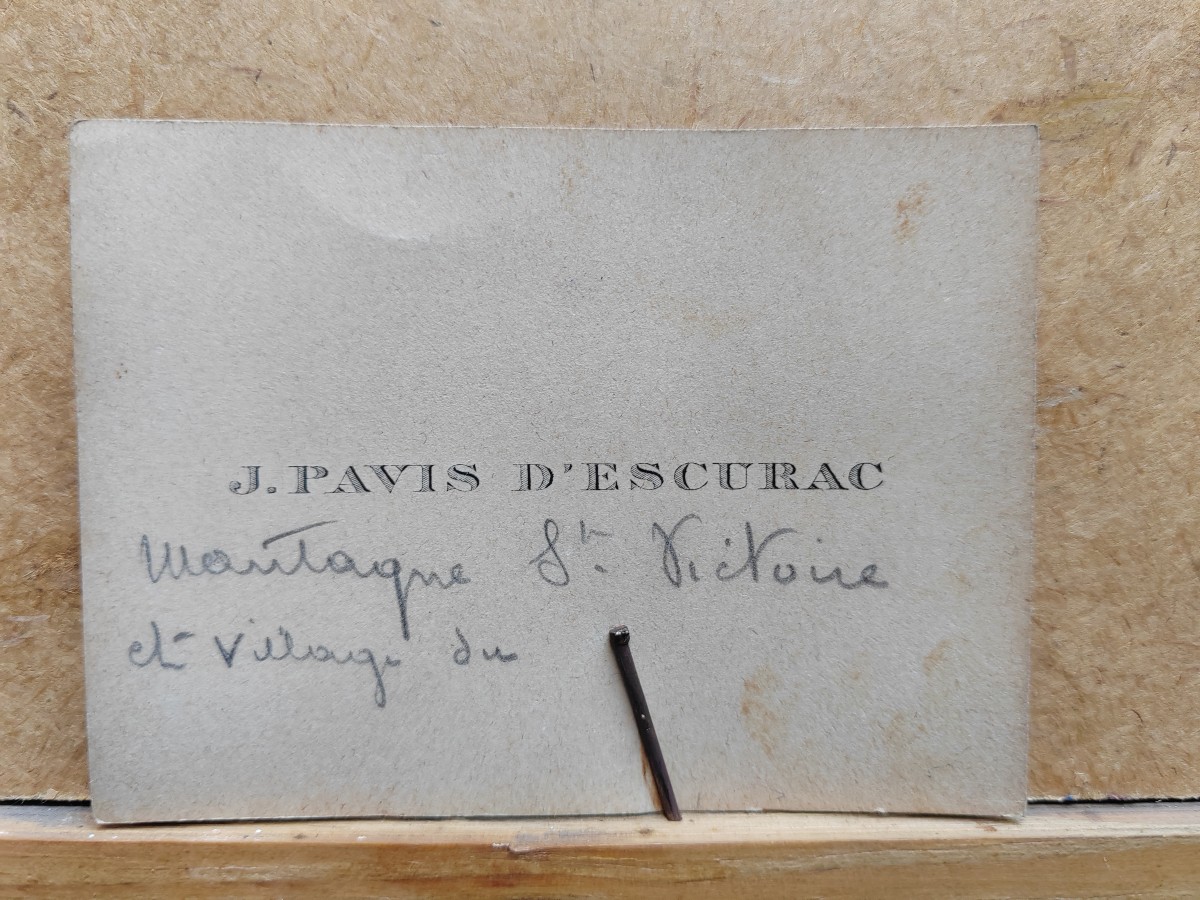 J. PAVIS D'ESCURAC
Montagne St. Victoire
et village du